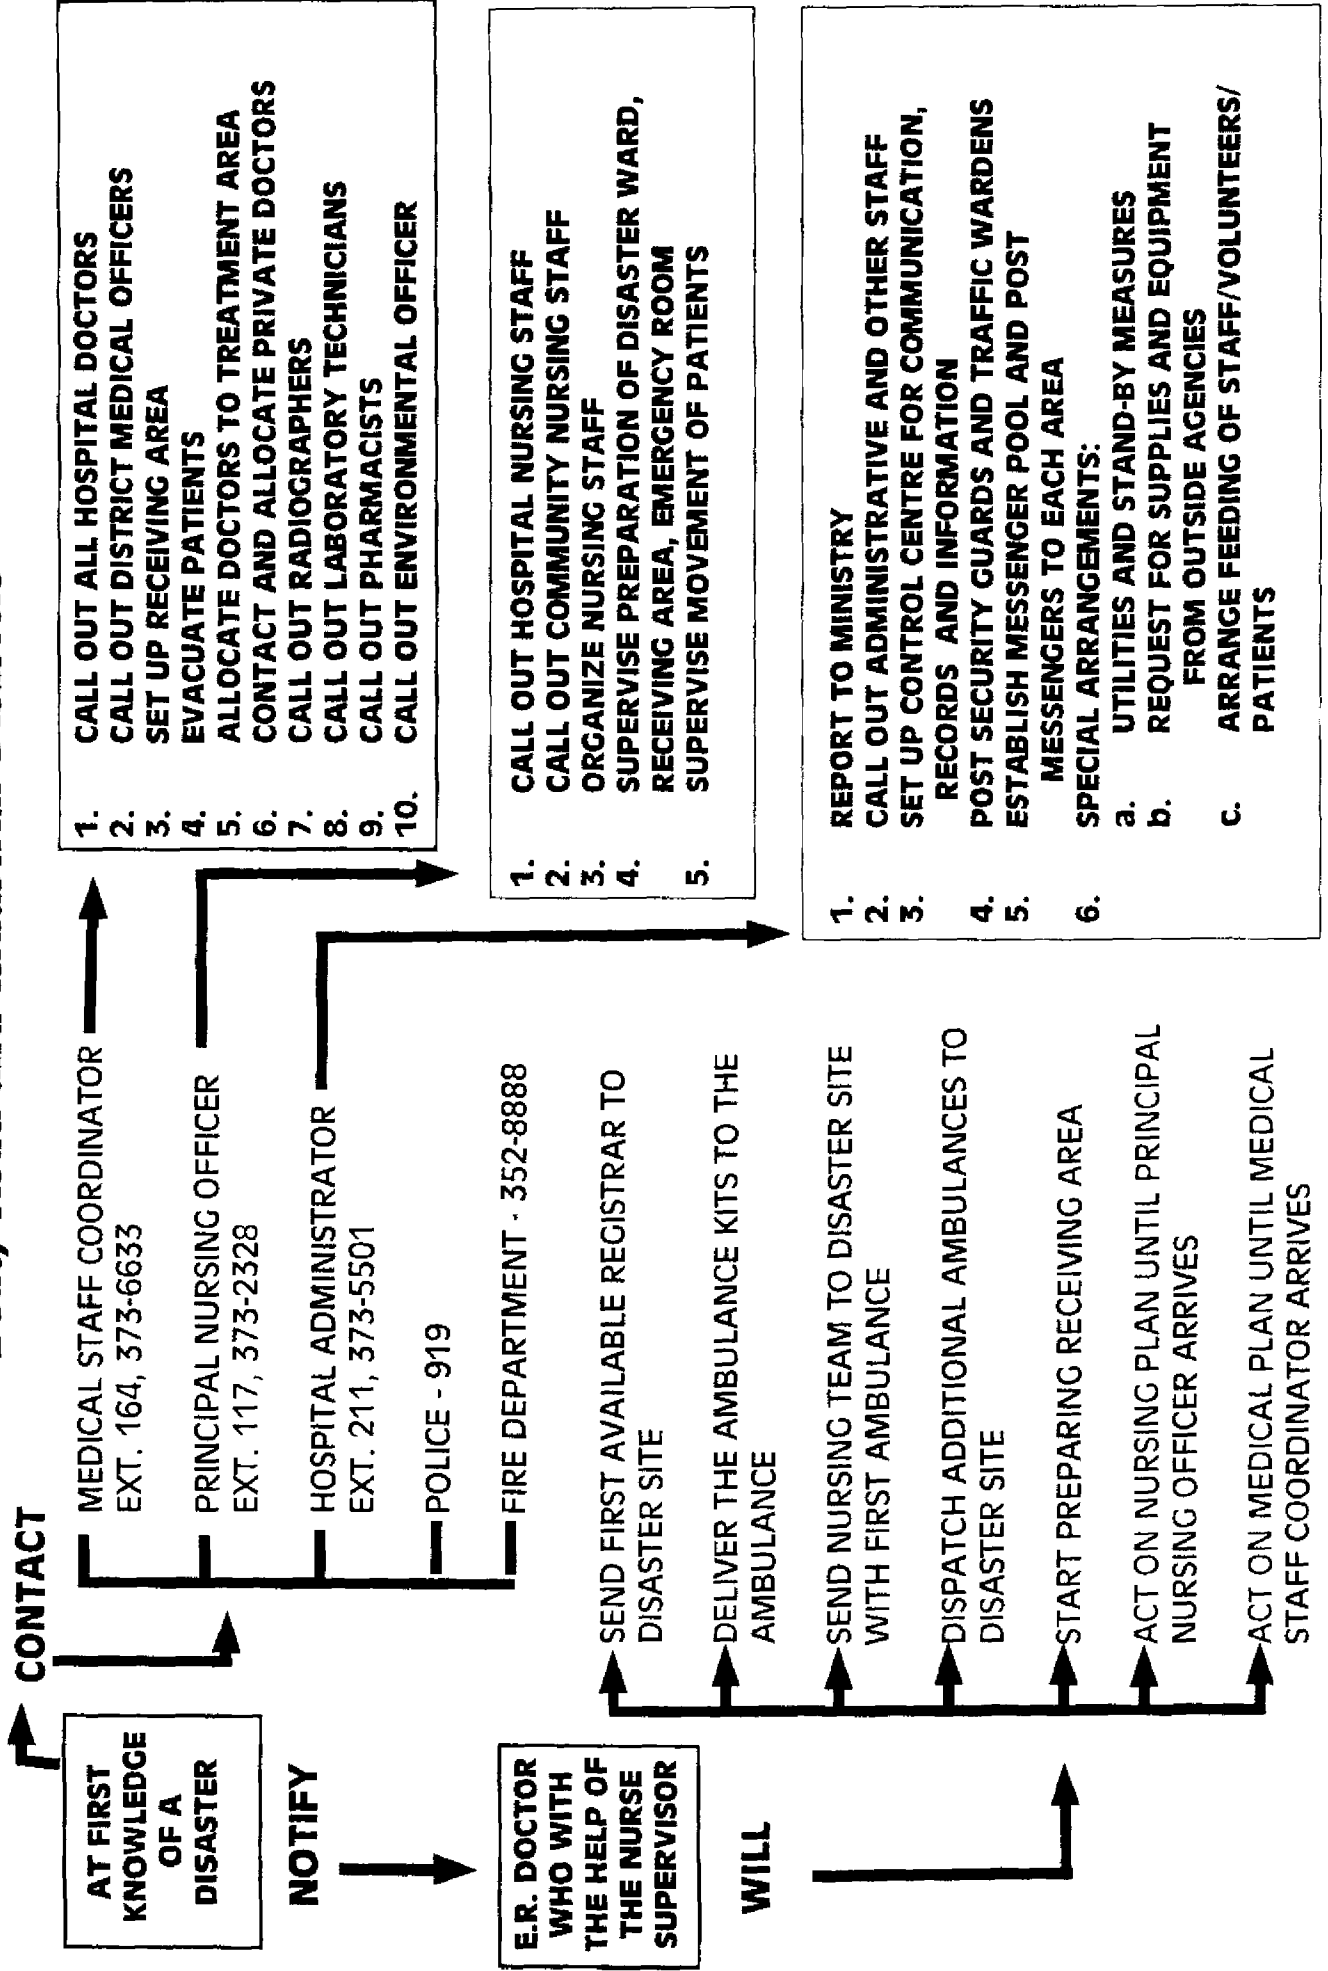 AT FIRST
KNOWLEDGE
OF A
DISASTER
CONTACT
MEDICAL STAFF COORDINATOR
EXT. 164, 373-6633
PRINCIPAL NURSING OFFICER
EXT. 117, 373-2328
HOSPITAL ADMINISTRATOR
EXT. 211, 373-5501
POLICE - 919
FIRE DEPARTMENT - 352-8888
1. CALL OUT ALL HOSPITAL DOCTORS
2. CALL OUT DISTRICT MEDICAL OFFICERS
3. SET UP RECEIVING AREA
4. EVACUATE PATIENTS
5. ALLOCATE DOCTORS TO TREATMENT AREA
6. CONTACT AND ALLOCATE PRIVATE DOCTORS
7. CALL OUT RADIOGRAPHERS
8. CALL OUT LABORATORY TECHNICIANS
9. CALL OUT PHARMACISTS
10. CALL OUT ENVIRONMENTAL OFFICER
1. CALL OUT HOSPITAL NURSING STAFF
2. CALL OUT COMMUNITY NURSING STAFF
3. ORGANIZE NURSING STAFF
4. SUPERVISE PREPARATION OF DISASTER WARD,
RECEIVING AREA, EMERGENCY ROOM
5. SUPERVISE MOVEMENT OF PATIENTS
1. REPORT TO MINISTRY
2. CALL OUT ADMINISTRATIVE AND OTHER STAFF
3. SET UP CONTROL CENTRE FOR COMMUNICATION,
RECORDS AND INFORMATION
4. POST SECURITY GUARDS AND TRAFFIC WARDENS
5. ESTABLISH MESSENGER POOL AND POST
MESSENGERS TO EACH AREA
6. SPECIAL ARRANGEMENTS:
a. UTILITIES AND STAND-BY MEASURES
b. REQUEST FOR SUPPLIES AND EQUIPMENT
FROM OUTSIDE AGENCIES
c. ARRANGE FEEDING OF STAFF/VOLUNTEERS/
PATIENTS
NOTIFY
E.R. DOCTOR
WHO WITH
THE HELP OF
THE NURSE
SUPERVISOR
WILL
SEND FIRST AVAILABLE REGISTRAR TO
DISASTER SITE
DELIVER THE AMBULANCE KITS TO THE
AMBULANCE
SEND NURSING TEAM TO DISASTER SITE
WITH FIRST AMBULANCE
DISPATCH ADDITIONAL AMBULANCES TO
DISASTER SITE
START PREPARING RECEIVING AREA
ACT ON NURSING PLAN UNTIL PRINCIPAL
NURSING OFFICER ARRIVES
ACT ON MEDICAL PLAN UNTIL MEDICAL
STAFF COORDINATOR ARRIVES